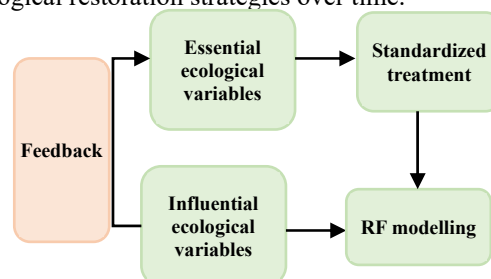 ogical restoration strategies over time.
Essential
ecological
variables
Standardized
treatment
Feedback
Influential
ecological
variables
RF modelling